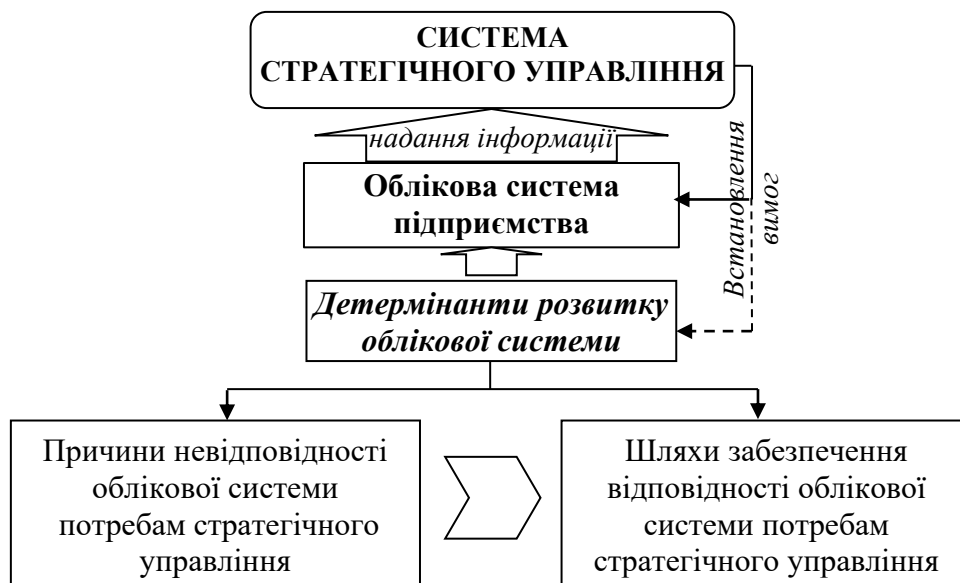 СИСТЕМА
СТРАТЕГІЧНОГО УПРАВЛІННЯ
надання інформації
Облікова система
підприємства
Встановлення
вимог
Детермінанти розвитку
облікової системи
Причини невідповідності
облікової системи
потребам стратегічного
управління
Шляхи забезпечення
відповідності облікової
системи потребам
стратегічного управління